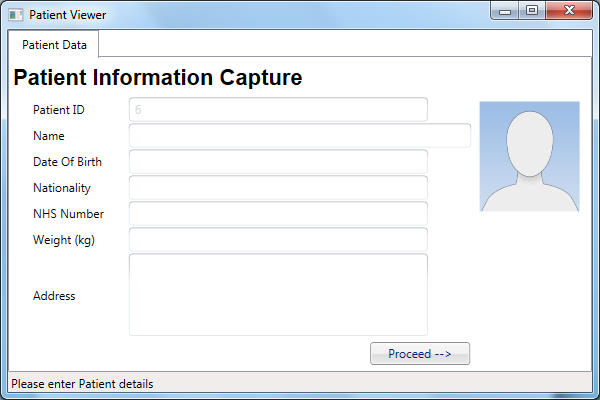 Patient Viewer
Patient Data
Patient Information Capture
Patient ID 6
Name
Date Of Birth
Nationality
NHS Number
Weight (kg)
Address
Proceed -->
Please enter Patient details